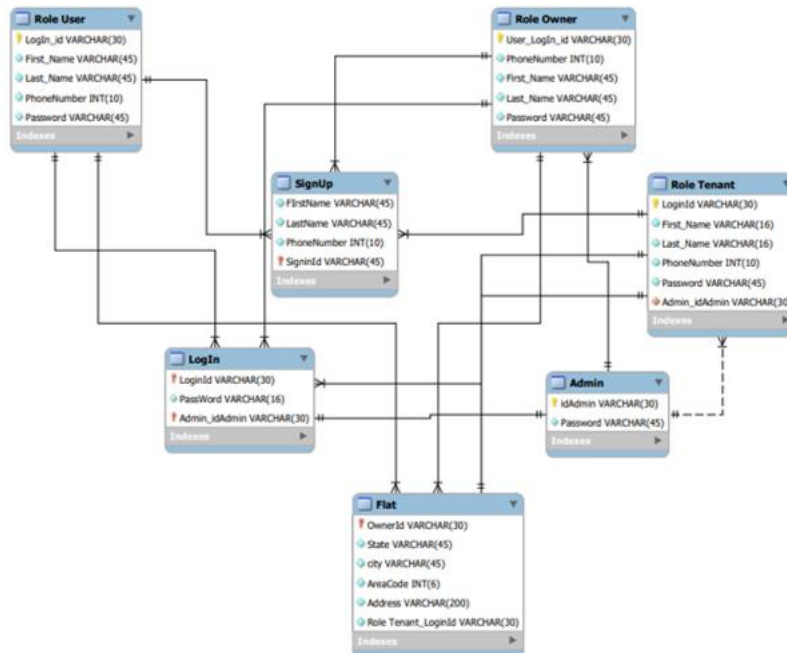 Role User
LogIn_id VARCHAR(30)
First_Name VARCHAR(45)
Last_Name VARCHAR(45)
PhoneNumber INT(10)
Password VARCHAR(45)
Indexes
Role Owner
User_LogIn_id VARCHAR(30)
PhoneNumber INT(10)
First_Name VARCHAR(45)
Last_Name VARCHAR(45)
Password VARCHAR(45)
Indexes
SignUp
FIrstName VARCHAR(45)
LastName VARCHAR(45)
PhoneNumber INT(10)
SigninId VARCHAR(45)
Indexes
Role Tenant
LoginId VARCHAR(30)
First_Name VARCHAR(16)
Last_Name VARCHAR(16)
PhoneNumber INT(10)
Password VARCHAR(45)
Admin_idAdmin VARCHAR(30
Indexes
LogIn
LoginId VARCHAR(30)
PassWord VARCHAR(16)
Admin_idAdmin VARCHAR(30)
Indexes
Admin
idAdmin VARCHAR(30)
Password VARCHAR(45)
Indexes
Flat
OwnerId VARCHAR(30)
State VARCHAR(45)
city VARCHAR(45)
AreaCode INT(6)
Address VARCHAR(200)
Role Tenant_LoginId VARCHAR(30)
Indexes